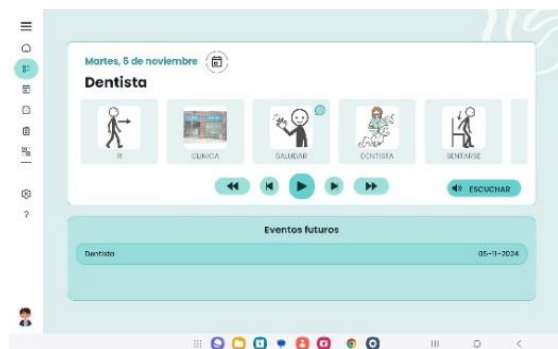 Martes, 5 de noviembre
Dentista
IR
CLINICA
SALUDAR
DENTISTA
SENTARSE
ESCUCHAR
Eventos futuros
Dentista
05-11-2024
?